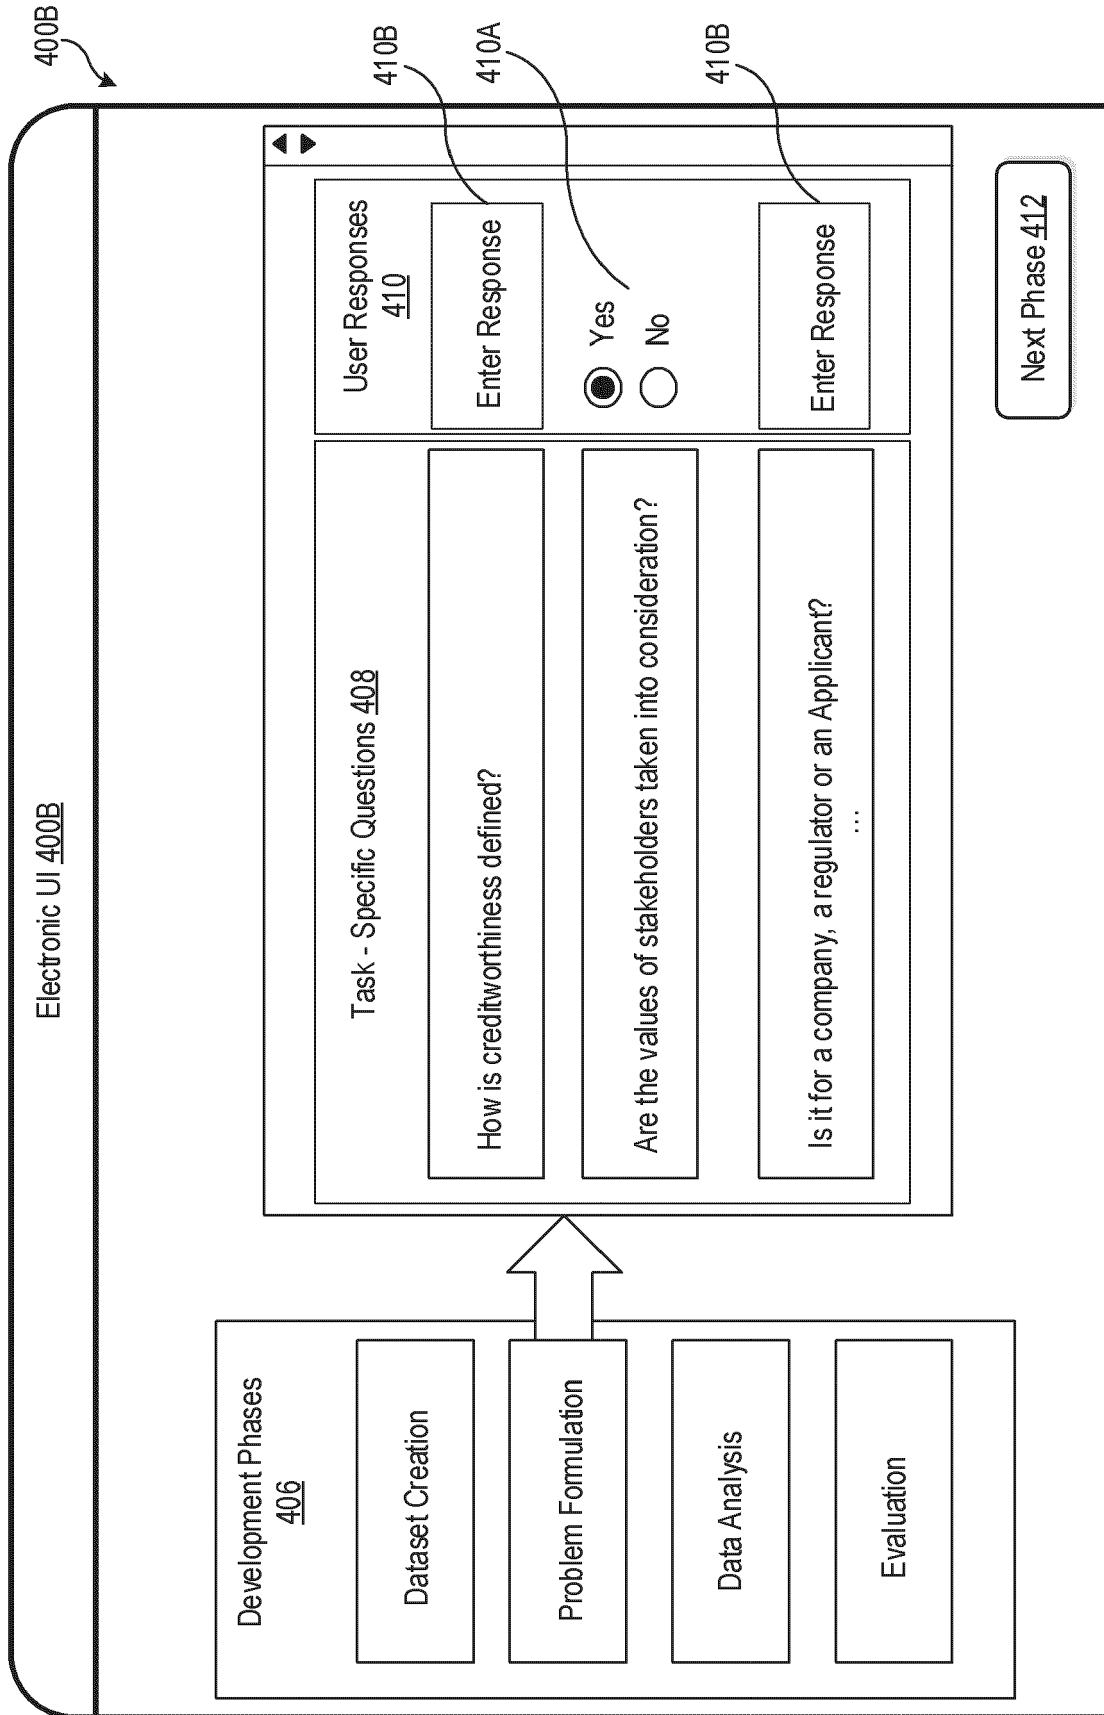 400B
Electronic UI 400B
Development Phases
406
Dataset Creation
Problem Formulation
Data Analysis
Evaluation
Task - Specific Questions 408
How is creditworthiness defined?
Are the values of stakeholders taken into consideration?
Is it for a company, a regulator or an Applicant?
...
User Responses
410
Enter Response
Yes
No
Enter Response
410B
410A
410B
Next Phase 412